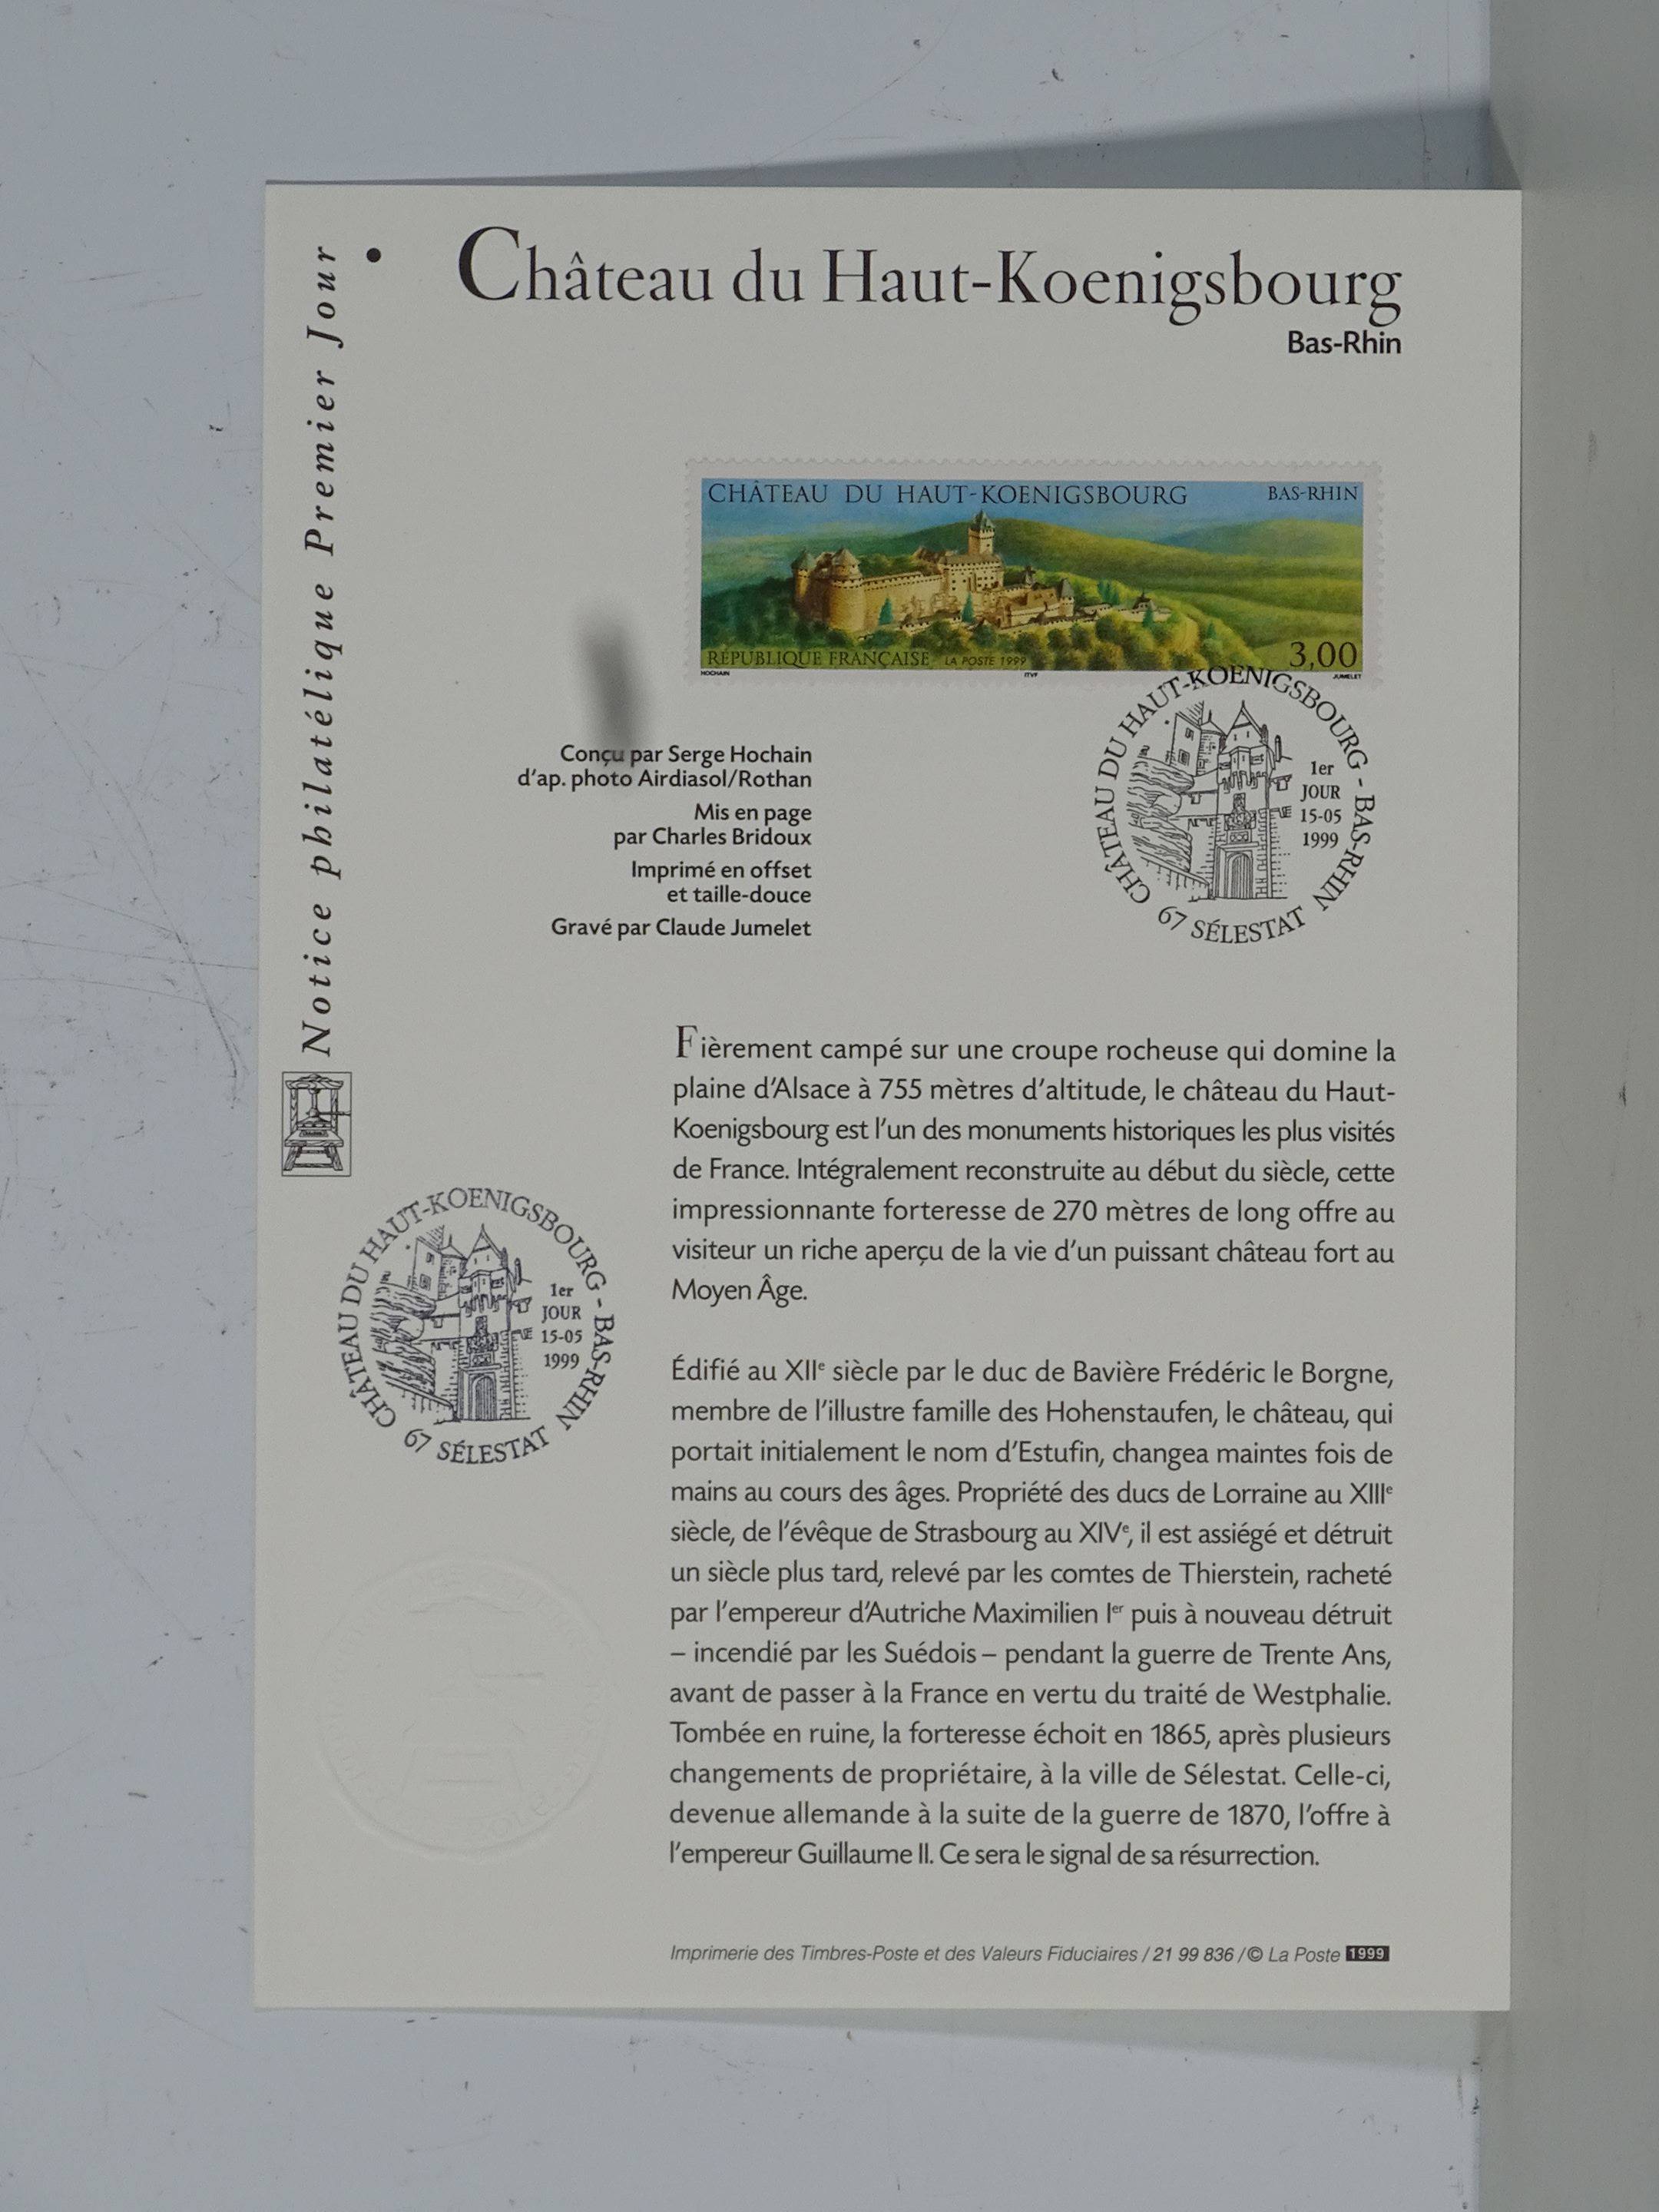 Notice philatélique Premier Jour
Château du Haut-Koenigsbourg
Bas-Rhin
CHÂTEAU DU HAUT-KOENIGSBOURG BAS-RHIN
RÉPUBLIQUE FRANÇAISE LA POSTE 1999 3,00
HOCHAIN ITVF JUMELET
Conçu par Serge Hochain
d'ap. photo Airdiasol/Rothan
Mis en page
par Charles Bridoux
Imprimé en offset
et taille-douce
Gravé par Claude Jumelet
CHÂTEAU DU HAUT-KOENIGSBOURG - BAS-RHIN
1er
JOUR
15-05
1999
67 SÉLESTAT
Fièrement campé sur une croupe rocheuse qui domine la
plaine d'Alsace à 755 mètres d'altitude, le château du Haut-
Koenigsbourg est l'un des monuments historiques les plus visités
de France. Intégralement reconstruite au début du siècle, cette
impressionnante forteresse de 270 mètres de long offre au
visiteur un riche aperçu de la vie d'un puissant château fort au
Moyen Âge.
CHÂTEAU DU HAUT-KOENIGSBOURG - BAS-RHIN
1er
JOUR
15-05
1999
67 SÉLESTAT
Édifié au XIIe siècle par le duc de Bavière Frédéric le Borgne,
membre de l'illustre famille des Hohenstaufen, le château, qui
portait initialement le nom d'Estufin, changea maintes fois de
mains au cours des âges. Propriété des ducs de Lorraine au XIIIe
siècle, de l'évêque de Strasbourg au XIVe, il est assiégé et détruit
un siècle plus tard, relevé par les comtes de Thierstein, racheté
par l'empereur d'Autriche Maximilien Ier puis à nouveau détruit
– incendié par les Suédois – pendant la guerre de Trente Ans,
avant de passer à la France en vertu du traité de Westphalie.
Tombée en ruine, la forteresse échoit en 1865, après plusieurs
changements de propriétaire, à la ville de Sélestat. Celle-ci,
devenue allemande à la suite de la guerre de 1870, l'offre à
l'empereur Guillaume II. Ce sera le signal de sa résurrection.
Imprimerie des Timbres-Poste et des Valeurs Fiduciaires / 21 99 836 / © La Poste 1999